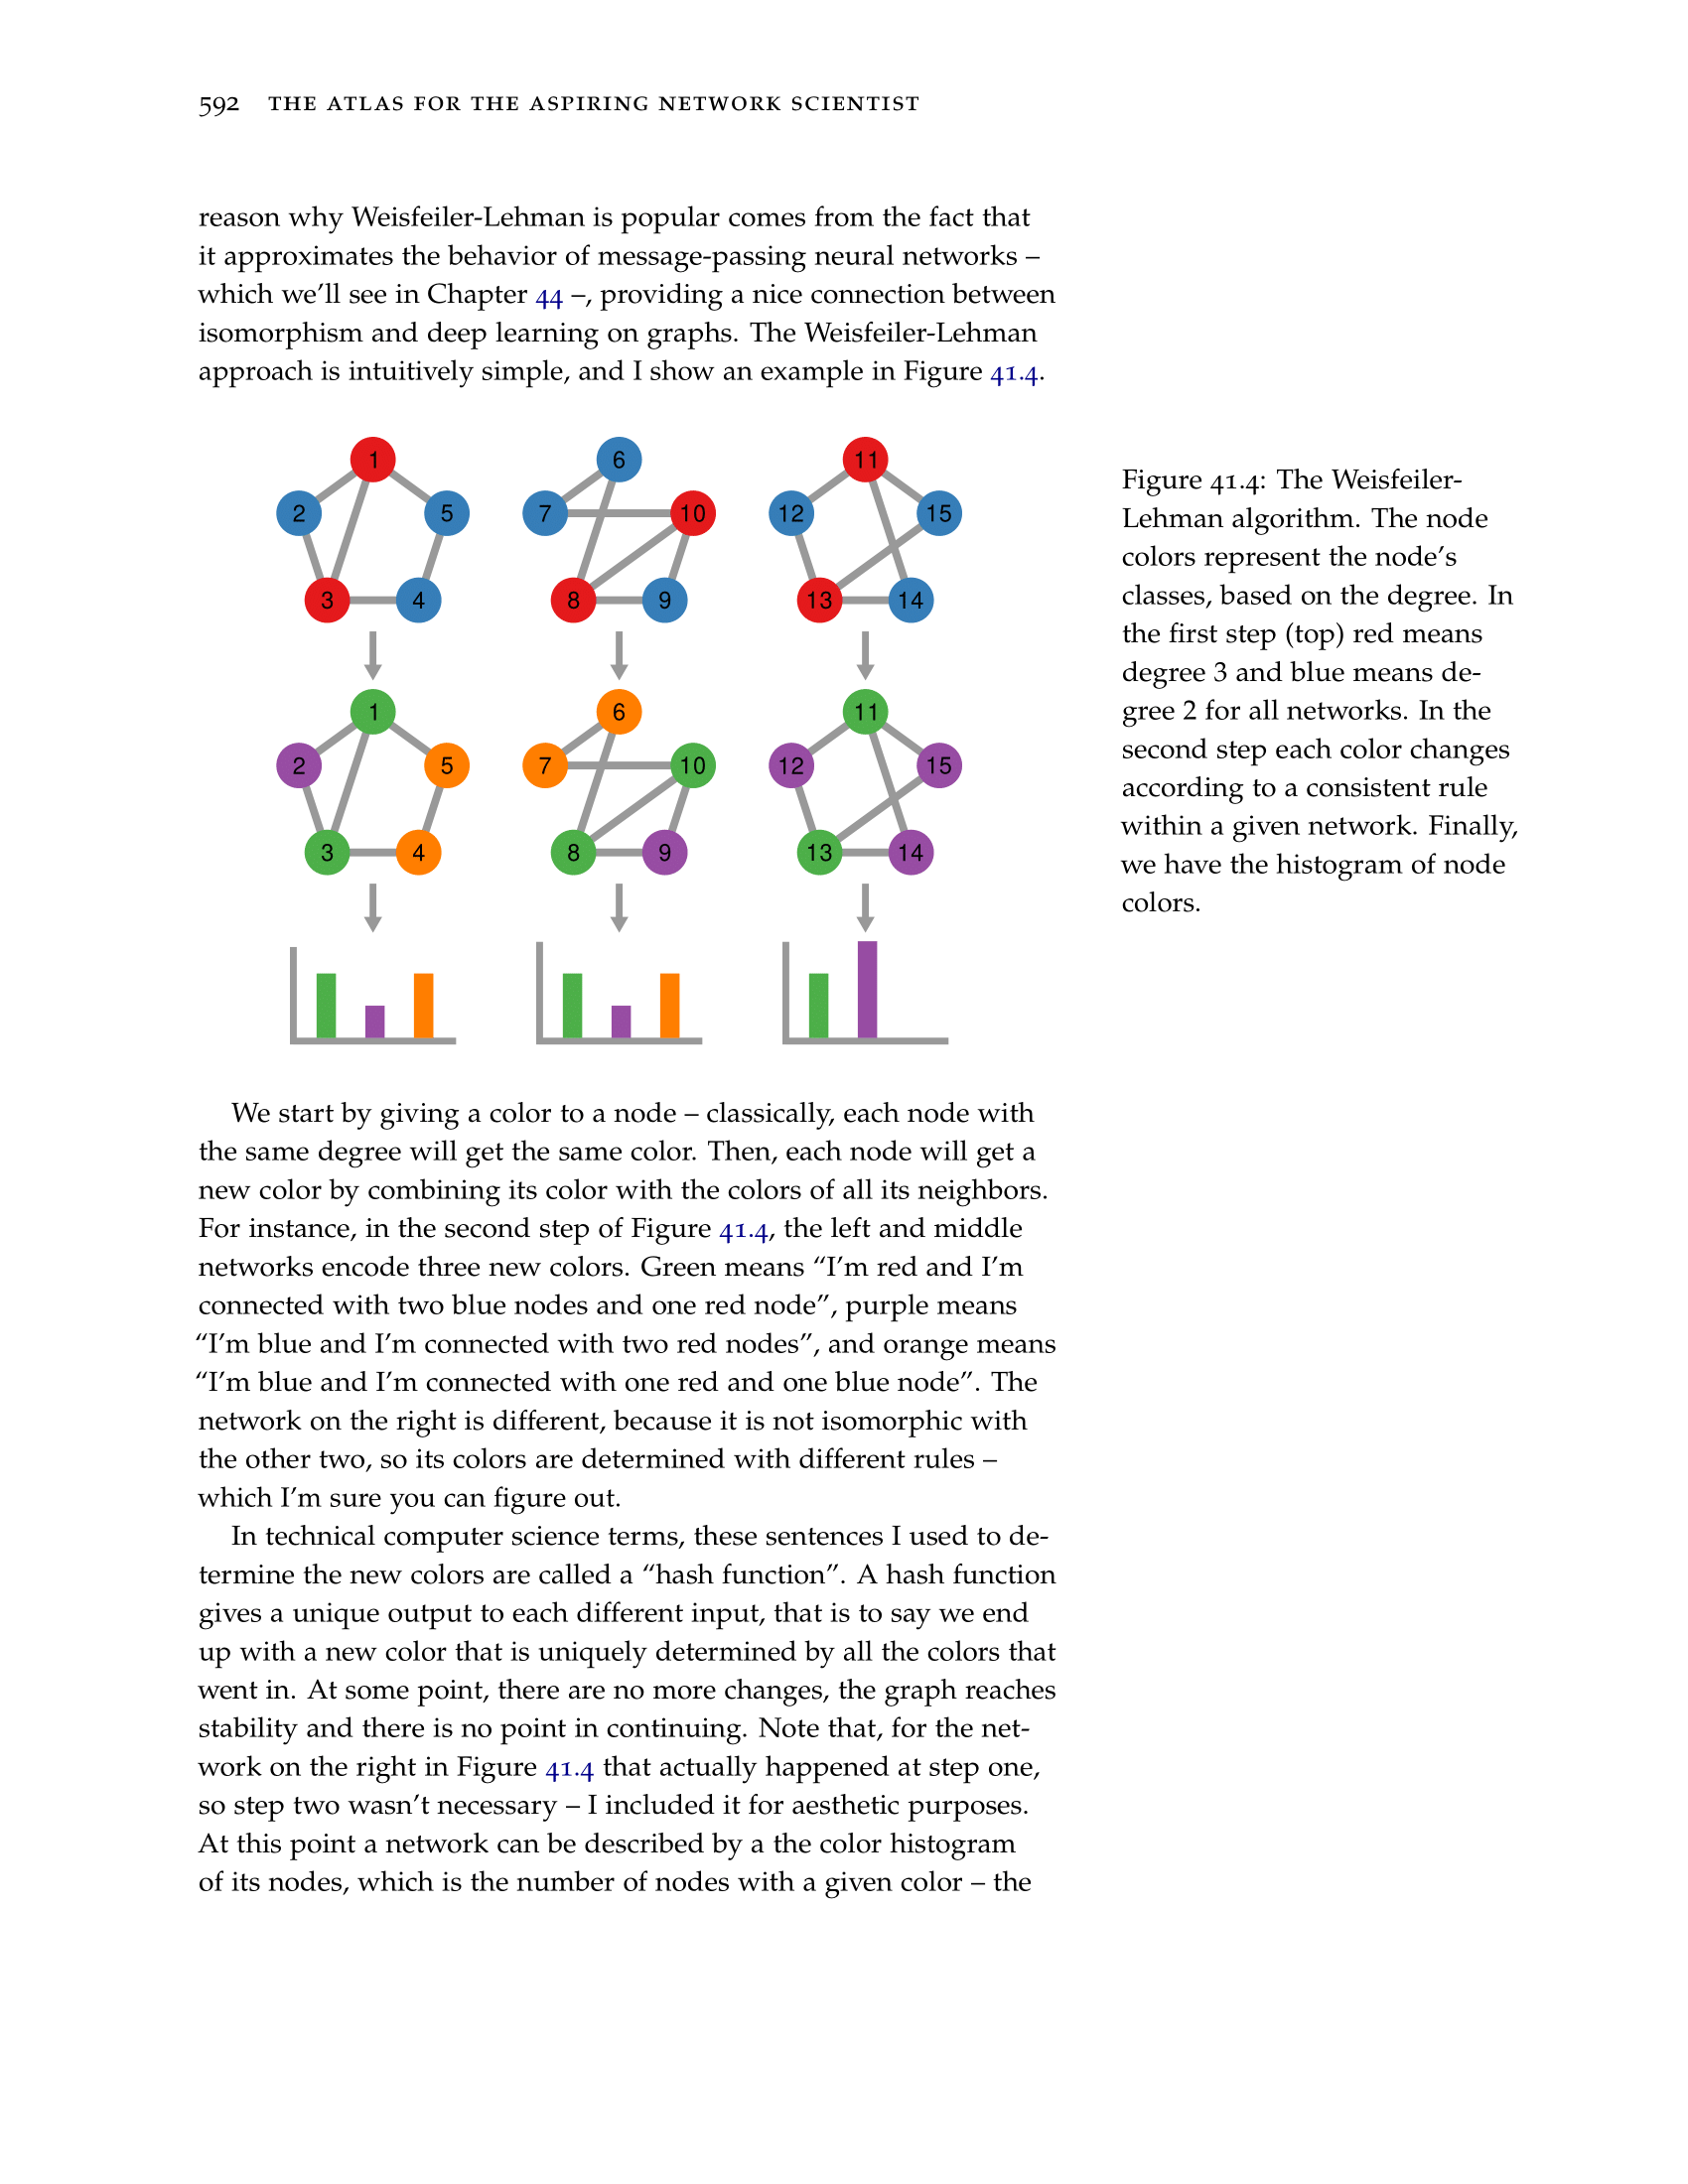 592 THE ATLAS FOR THE ASPIRING NETWORK SCIENTIST
reason why Weisfeiler-Lehman is popular comes from the fact that
it approximates the behavior of message-passing neural networks –
which we'll see in Chapter 44 –, providing a nice connection between
isomorphism and deep learning on graphs. The Weisfeiler-Lehman
approach is intuitively simple, and I show an example in Figure 41.4.
1 6 11
2 5 7 10 12 15
3 4 8 9 13 14
1 6 11
2 5 7 10 12 15
3 4 8 9 13 14
Figure 41.4: The Weisfeiler-
Lehman algorithm. The node
colors represent the node's
classes, based on the degree. In
the first step (top) red means
degree 3 and blue means de-
gree 2 for all networks. In the
second step each color changes
according to a consistent rule
within a given network. Finally,
we have the histogram of node
colors.
We start by giving a color to a node – classically, each node with
the same degree will get the same color. Then, each node will get a
new color by combining its color with the colors of all its neighbors.
For instance, in the second step of Figure 41.4, the left and middle
networks encode three new colors. Green means “I'm red and I'm
connected with two blue nodes and one red node”, purple means
“I'm blue and I'm connected with two red nodes”, and orange means
“I'm blue and I'm connected with one red and one blue node”. The
network on the right is different, because it is not isomorphic with
the other two, so its colors are determined with different rules –
which I'm sure you can figure out.
In technical computer science terms, these sentences I used to de-
termine the new colors are called a “hash function”. A hash function
gives a unique output to each different input, that is to say we end
up with a new color that is uniquely determined by all the colors that
went in. At some point, there are no more changes, the graph reaches
stability and there is no point in continuing. Note that, for the net-
work on the right in Figure 41.4 that actually happened at step one,
so step two wasn't necessary – I included it for aesthetic purposes.
At this point a network can be described by a the color histogram
of its nodes, which is the number of nodes with a given color – the